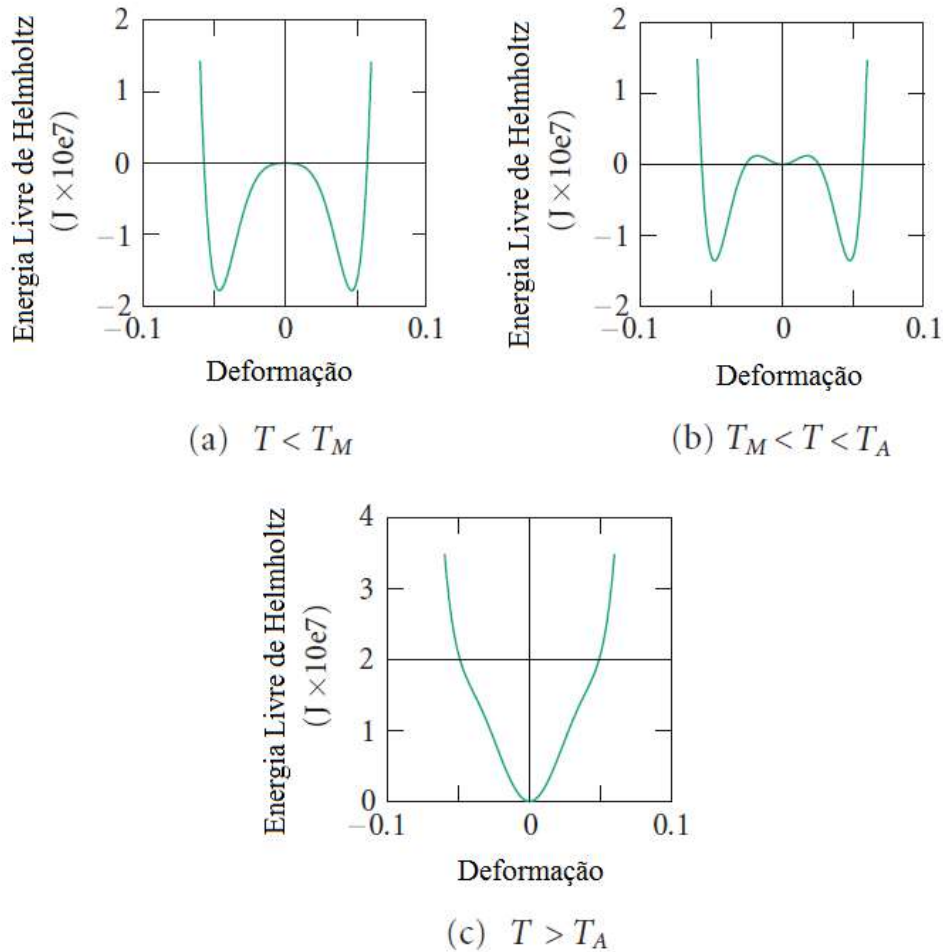 Energia Livre de Helmholtz
(J ×10e7)
2
1
0
−1
−2
−0.1
0
0.1
Deformação
(a) T < T_M
Energia Livre de Helmholtz
(J ×10e7)
2
1
0
−1
−2
−0.1
0
0.1
Deformação
(b) T_M < T < T_A
Energia Livre de Helmholtz
(J ×10e7)
4
3
2
1
0
−0.1
0
0.1
Deformação
(c) T > T_A